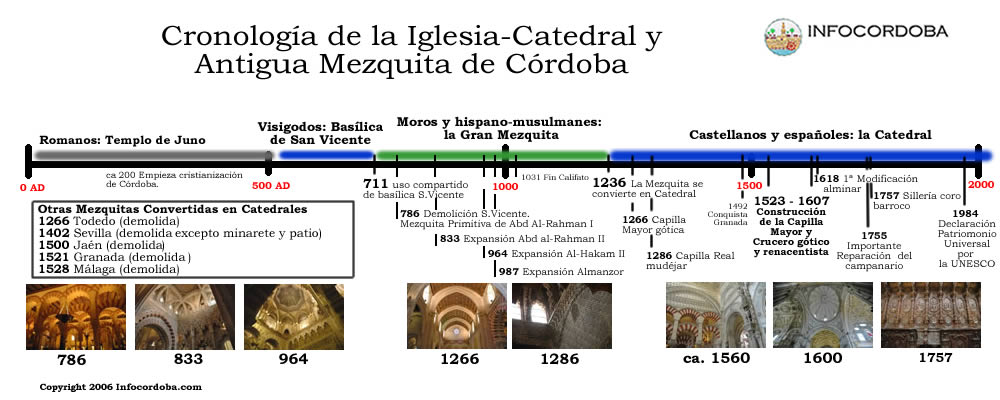 Cronología de la Iglesia-Catedral y
Antigua Mezquita de Córdoba
INFOCORDOBA
Romanos: Templo de Juno
Visigodos: Basílica
de San Vicente
Moros y hispano-musulmanes:
la Gran Mezquita
Castellanos y españoles: la Catedral
0 AD
ca 200 Empieza cristianización
de Córdoba.
500 AD
711 uso compartido
de basílica S.Vicente
786 Demolición S.Vicente.
Mezquita Primitiva de Abd Al-Rahman I
833 Expansión Abd al-Rahman II
964 Expansión Al-Hakam II
987 Expansión Almanzor
1000
1031 Fin Califato
1236 La Mezquita se
convierte en Catedral
1266 Capilla
Mayor gótica
1286 Capilla Real
mudéjar
1492
Conquista
Granada
1500
1523 - 1607
Construcción
de la Capilla
Mayor y
Crucero gótico
y renacentista
1618 1ª Modificación
alminar
1757 Sillería coro
barroco
1755
Importante
Reparación del
campanario
1984
Declaración
Patriomonio
Universal
por
la UNESCO
2000
Otras Mezquitas Convertidas en Catedrales
1266 Todedo (demolida)
1402 Sevilla (demolida excepto minarete y patio)
1500 Jaén (demolida)
1521 Granada (demolida)
1528 Málaga (demolida)
786
833
964
1266
1286
ca. 1560
1600
1757
Copyright 2006 Infocordoba.com